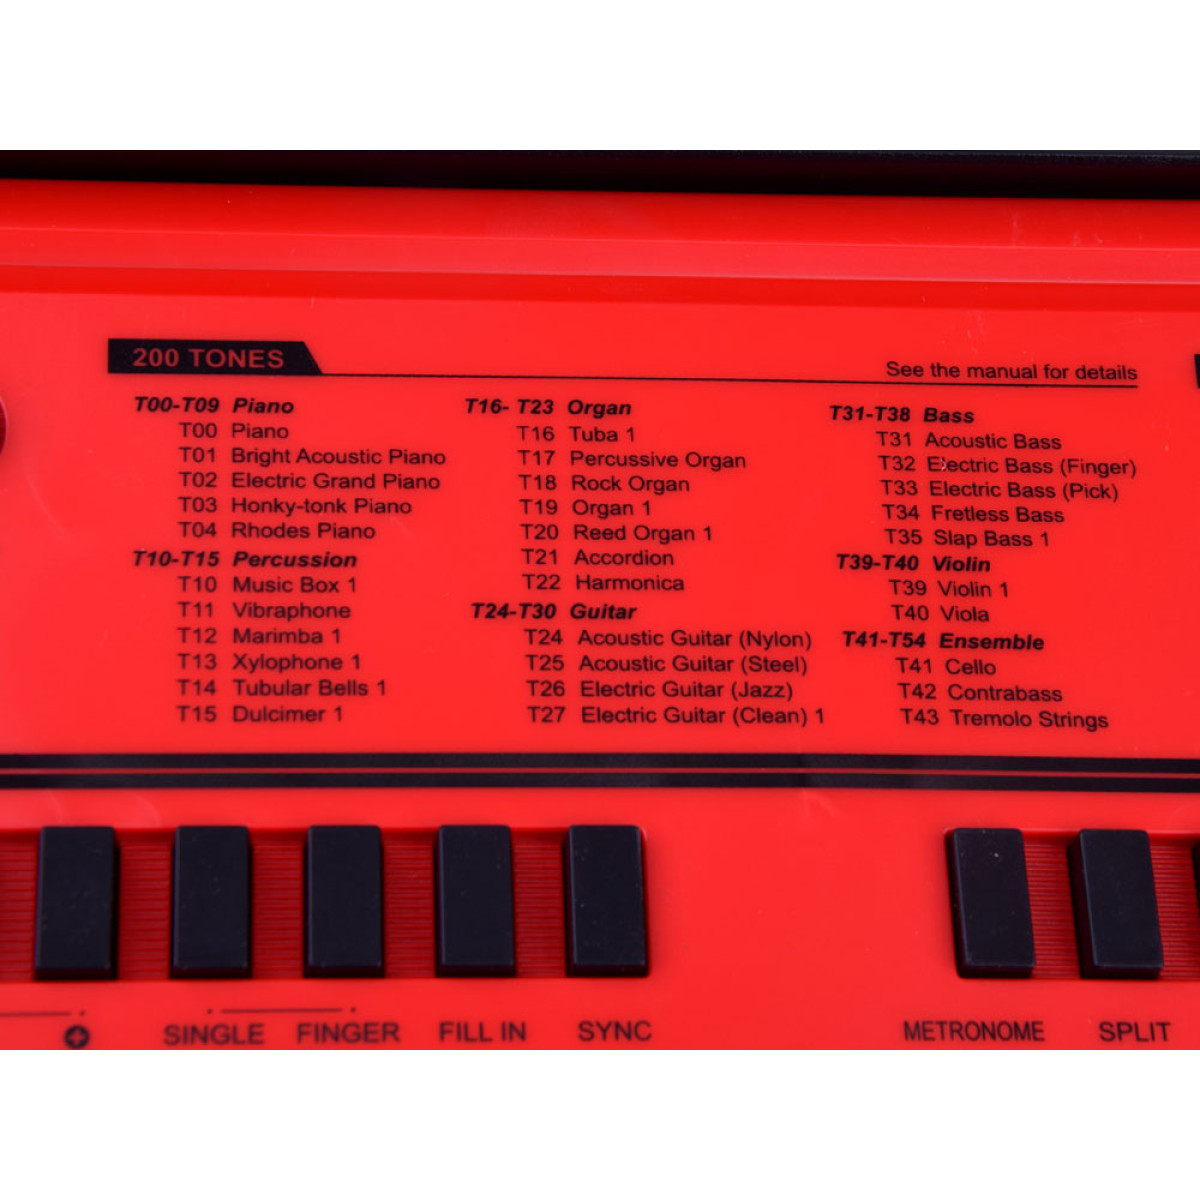 200 TONES
See the manual for details
T00-T09 Piano
T00 Piano
T01 Bright Acoustic Piano
T02 Electric Grand Piano
T03 Honky-tonk Piano
T04 Rhodes Piano
T10-T15 Percussion
T10 Music Box 1
T11 Vibraphone
T12 Marimba 1
T13 Xylophone 1
T14 Tubular Bells 1
T15 Dulcimer 1
T16- T23 Organ
T16 Tuba 1
T17 Percussive Organ
T18 Rock Organ
T19 Organ 1
T20 Reed Organ 1
T21 Accordion
T22 Harmonica
T24-T30 Guitar
T24 Acoustic Guitar (Nylon)
T25 Acoustic Guitar (Steel)
T26 Electric Guitar (Jazz)
T27 Electric Guitar (Clean) 1
T31-T38 Bass
T31 Acoustic Bass
T32 Electric Bass (Finger)
T33 Electric Bass (Pick)
T34 Fretless Bass
T35 Slap Bass 1
T39-T40 Violin
T39 Violin 1
T40 Viola
T41-T54 Ensemble
T41 Cello
T42 Contrabass
T43 Tremolo Strings
SINGLE FINGER FILL IN SYNC METRONOME SPLIT